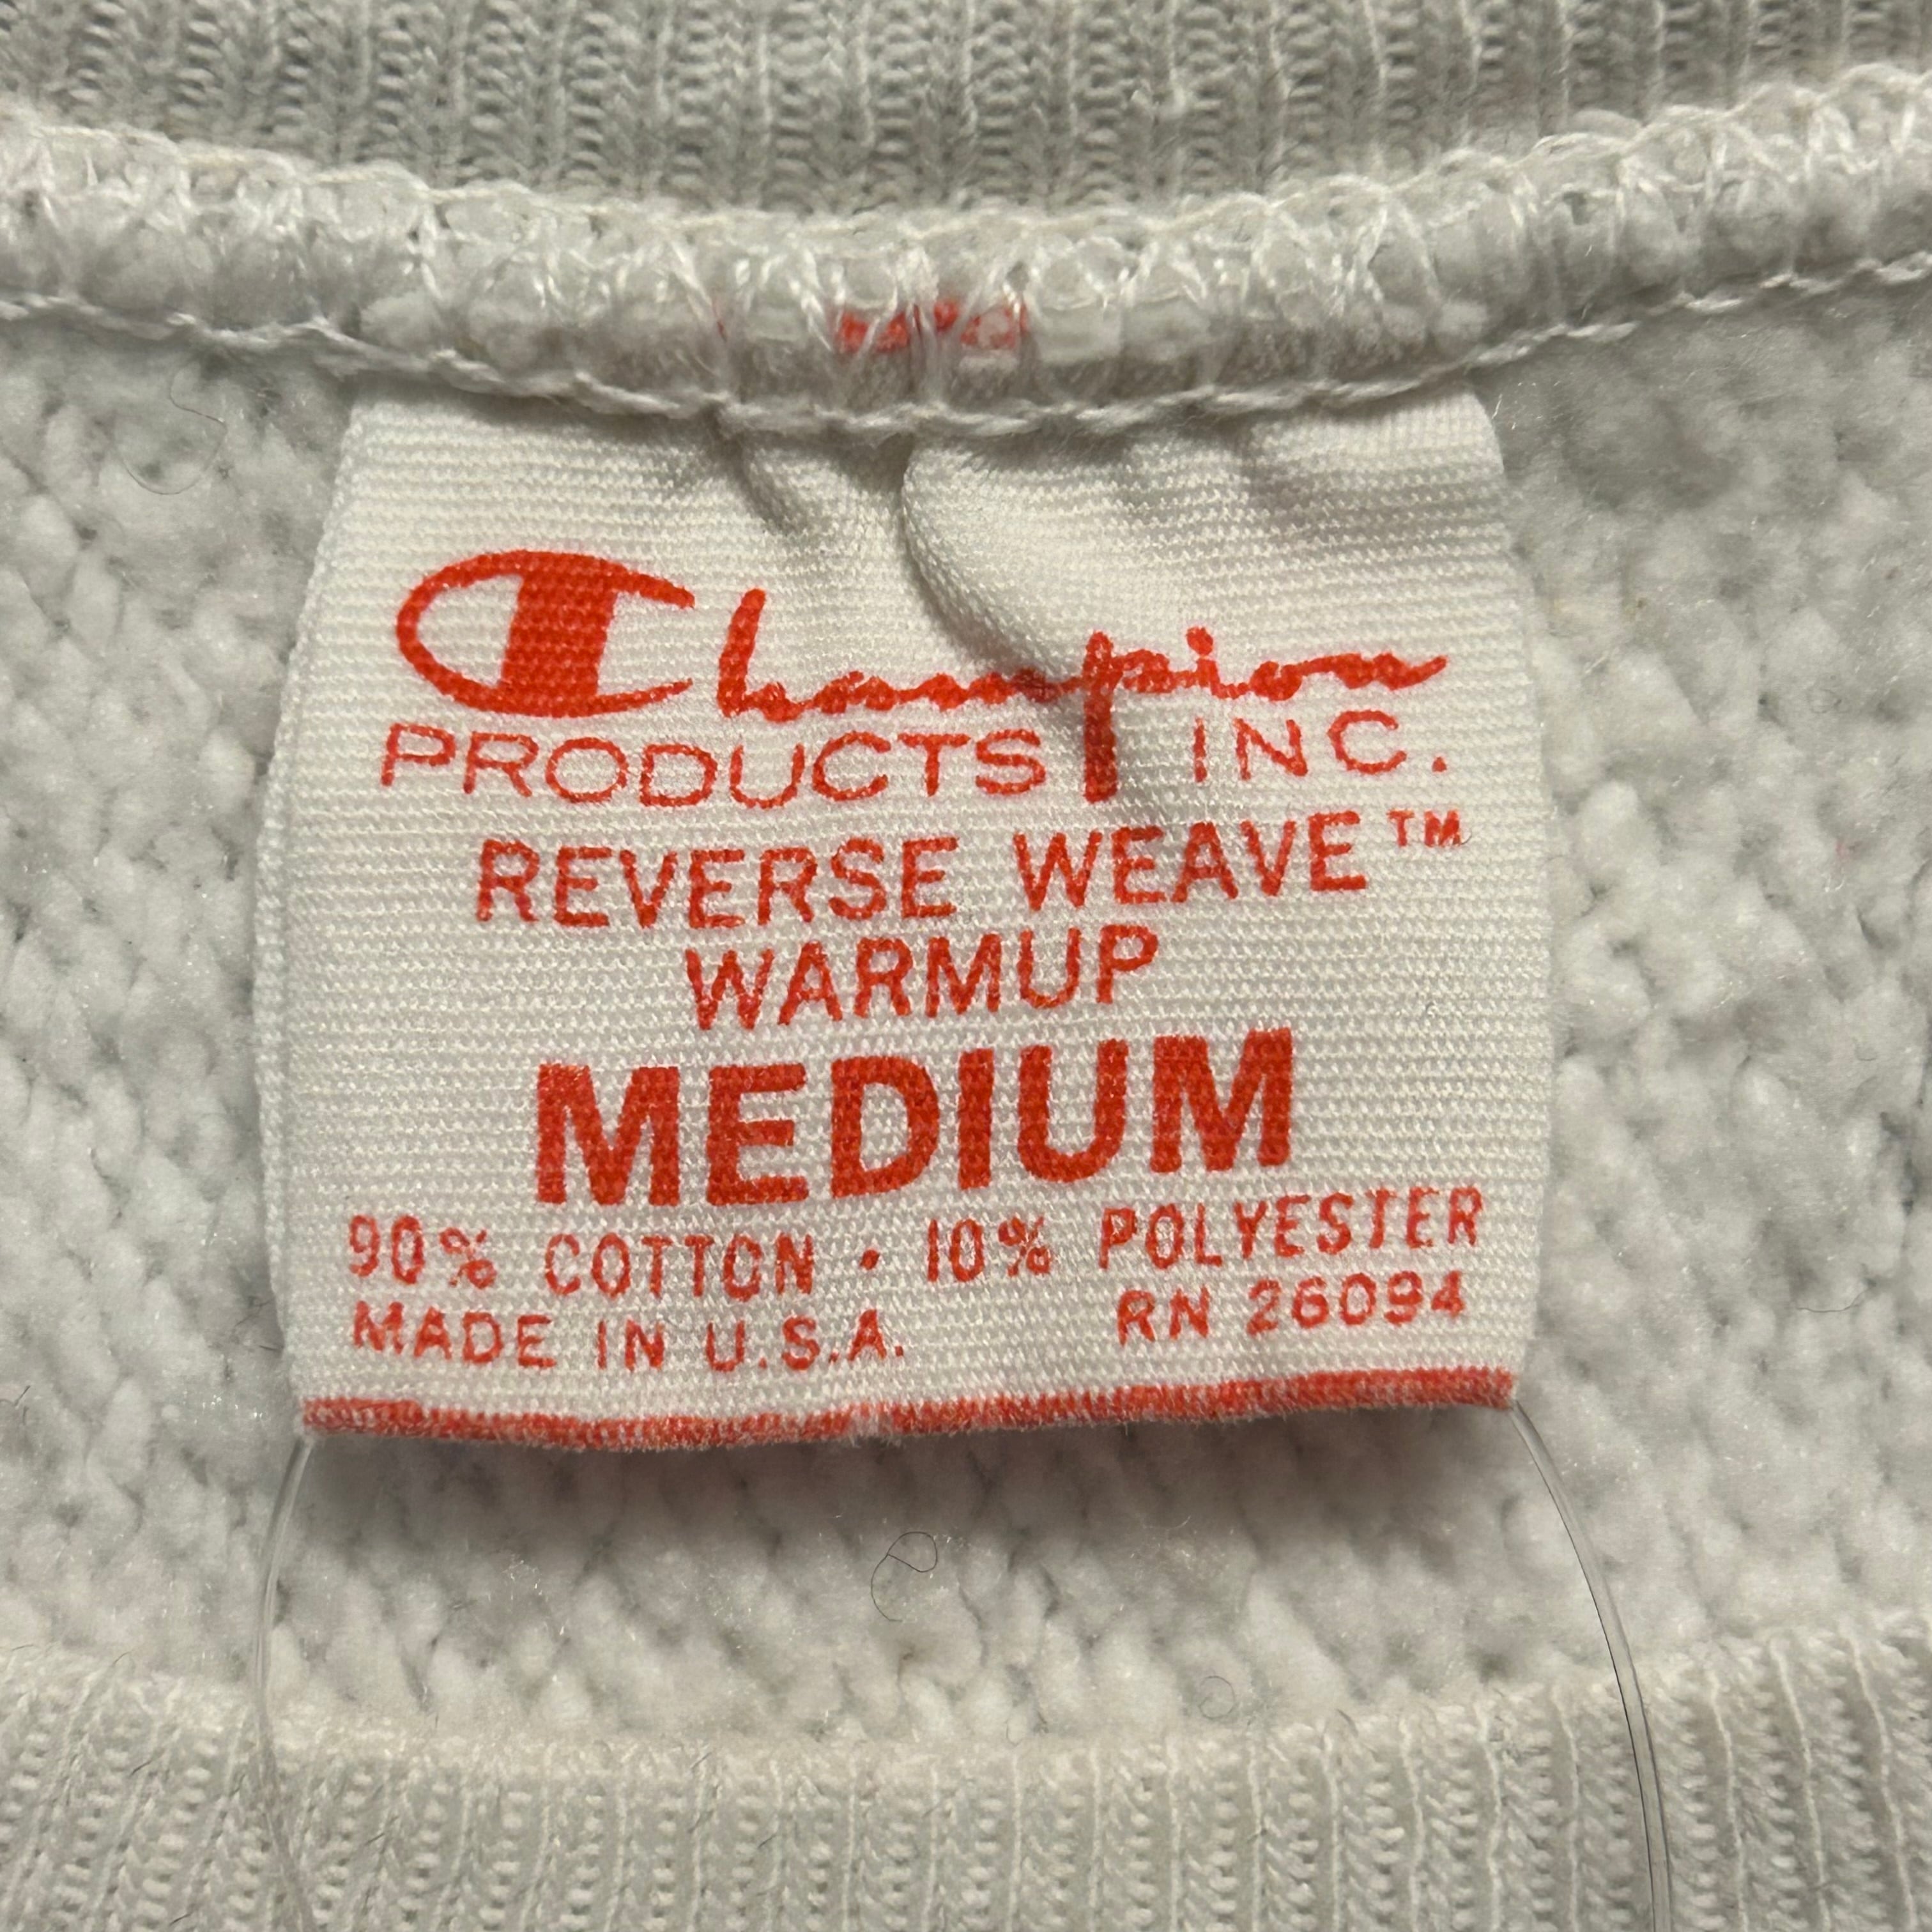 Champion
PRODUCTS INC.
REVERSE WEAVE™
WARMUP
MEDIUM
90% COTTON · 10% POLYESTER
MADE IN U.S.A. RN 26094